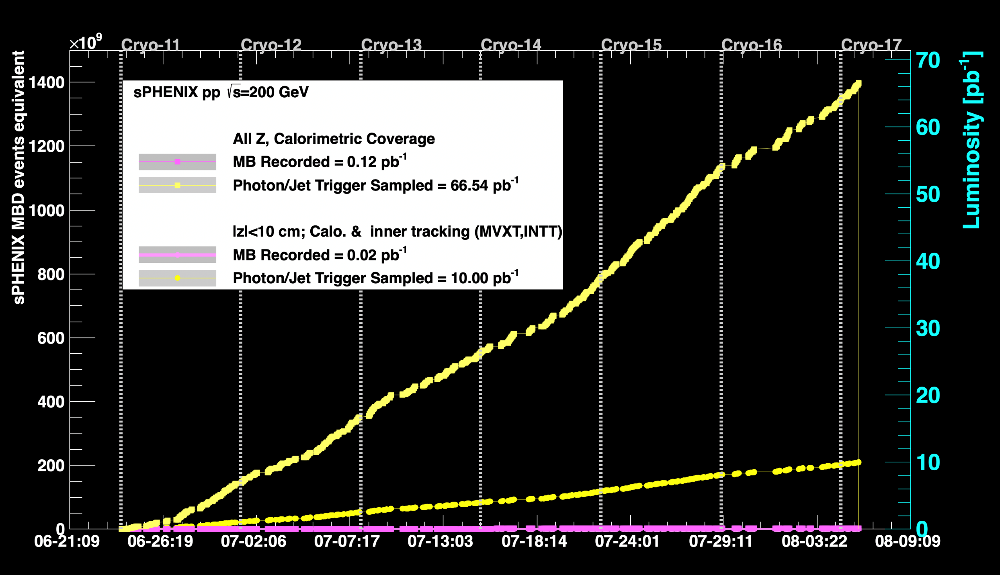 ×10⁹
Cryo-11 Cryo-12 Cryo-13 Cryo-14 Cryo-15 Cryo-16 Cryo-17
sPHENIX MBD events equivalent
1400
1200
1000
800
600
400
200
0
sPHENIX pp √s=200 GeV
All Z, Calorimetric Coverage
MB Recorded = 0.12 pb⁻¹
Photon/Jet Trigger Sampled = 66.54 pb⁻¹
|z|<10 cm; Calo. & inner tracking (MVXT,INTT)
MB Recorded = 0.02 pb⁻¹
Photon/Jet Trigger Sampled = 10.00 pb⁻¹
70
60
50
40
30
20
10
0
Luminosity [pb⁻¹]
06-21:09 06-26:19 07-02:06 07-07:17 07-13:03 07-18:14 07-24:01 07-29:11 08-03:22 08-09:09